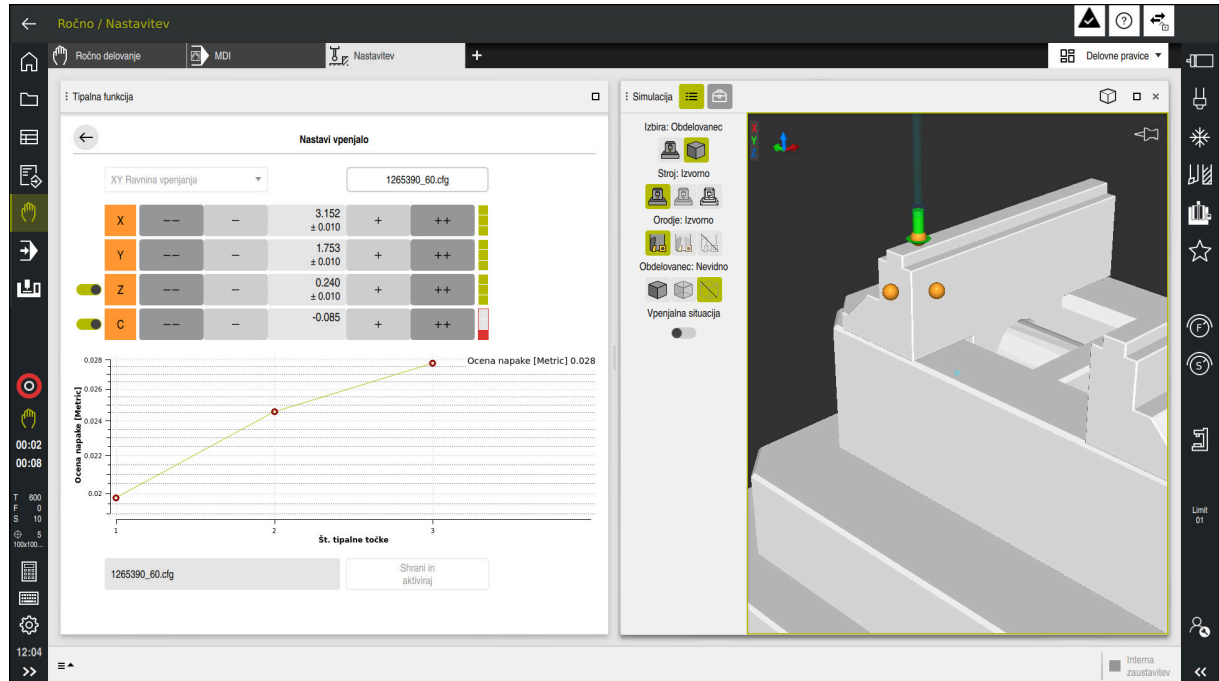 Ročno / Nastavitev
Ročno delovanje
MDI
Nastavitev
+
Delovne pravice
Tipalna funkcija
Nastavi vpenjalo
XY Ravnina vpenjanja
1265390_60.cfg
X
−−
−
3.152
± 0.010
+
++
Y
−−
−
1.753
± 0.010
+
++
Z
−−
−
0.240
± 0.010
+
++
C
−−
−
-0.085
+
++
Ocena napake [Metric] 0.028
Ocena napake [Metric]
0.028
0.026
0.024
0.022
0.02
1
2
3
Št. tipalne točke
1265390_60.cfg
Shrani in
aktiviraj
Simulacija
Izbira: Obdelovanec
Stroj: Izvorno
Orodje: Izvorno
Obdelovanec: Nevidno
Vpenjalna situacija
X
Y
Z
00:02
00:08
T 600
F 0
S 10
5
100x100...
12:04
F
S
Limit
01
Interna
zaustavitev